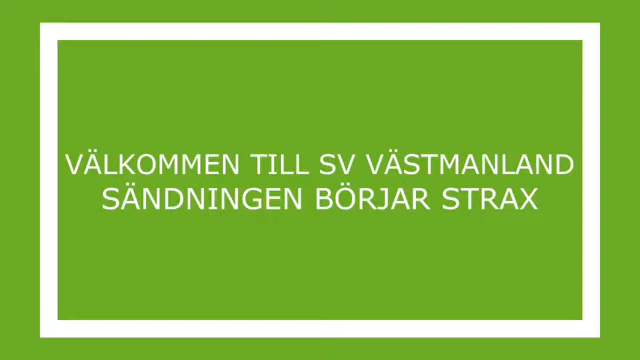 VÄLKOMMEN TILL SV VÄSTMANLAND
SÄNDNINGEN BÖRJAR STRAX